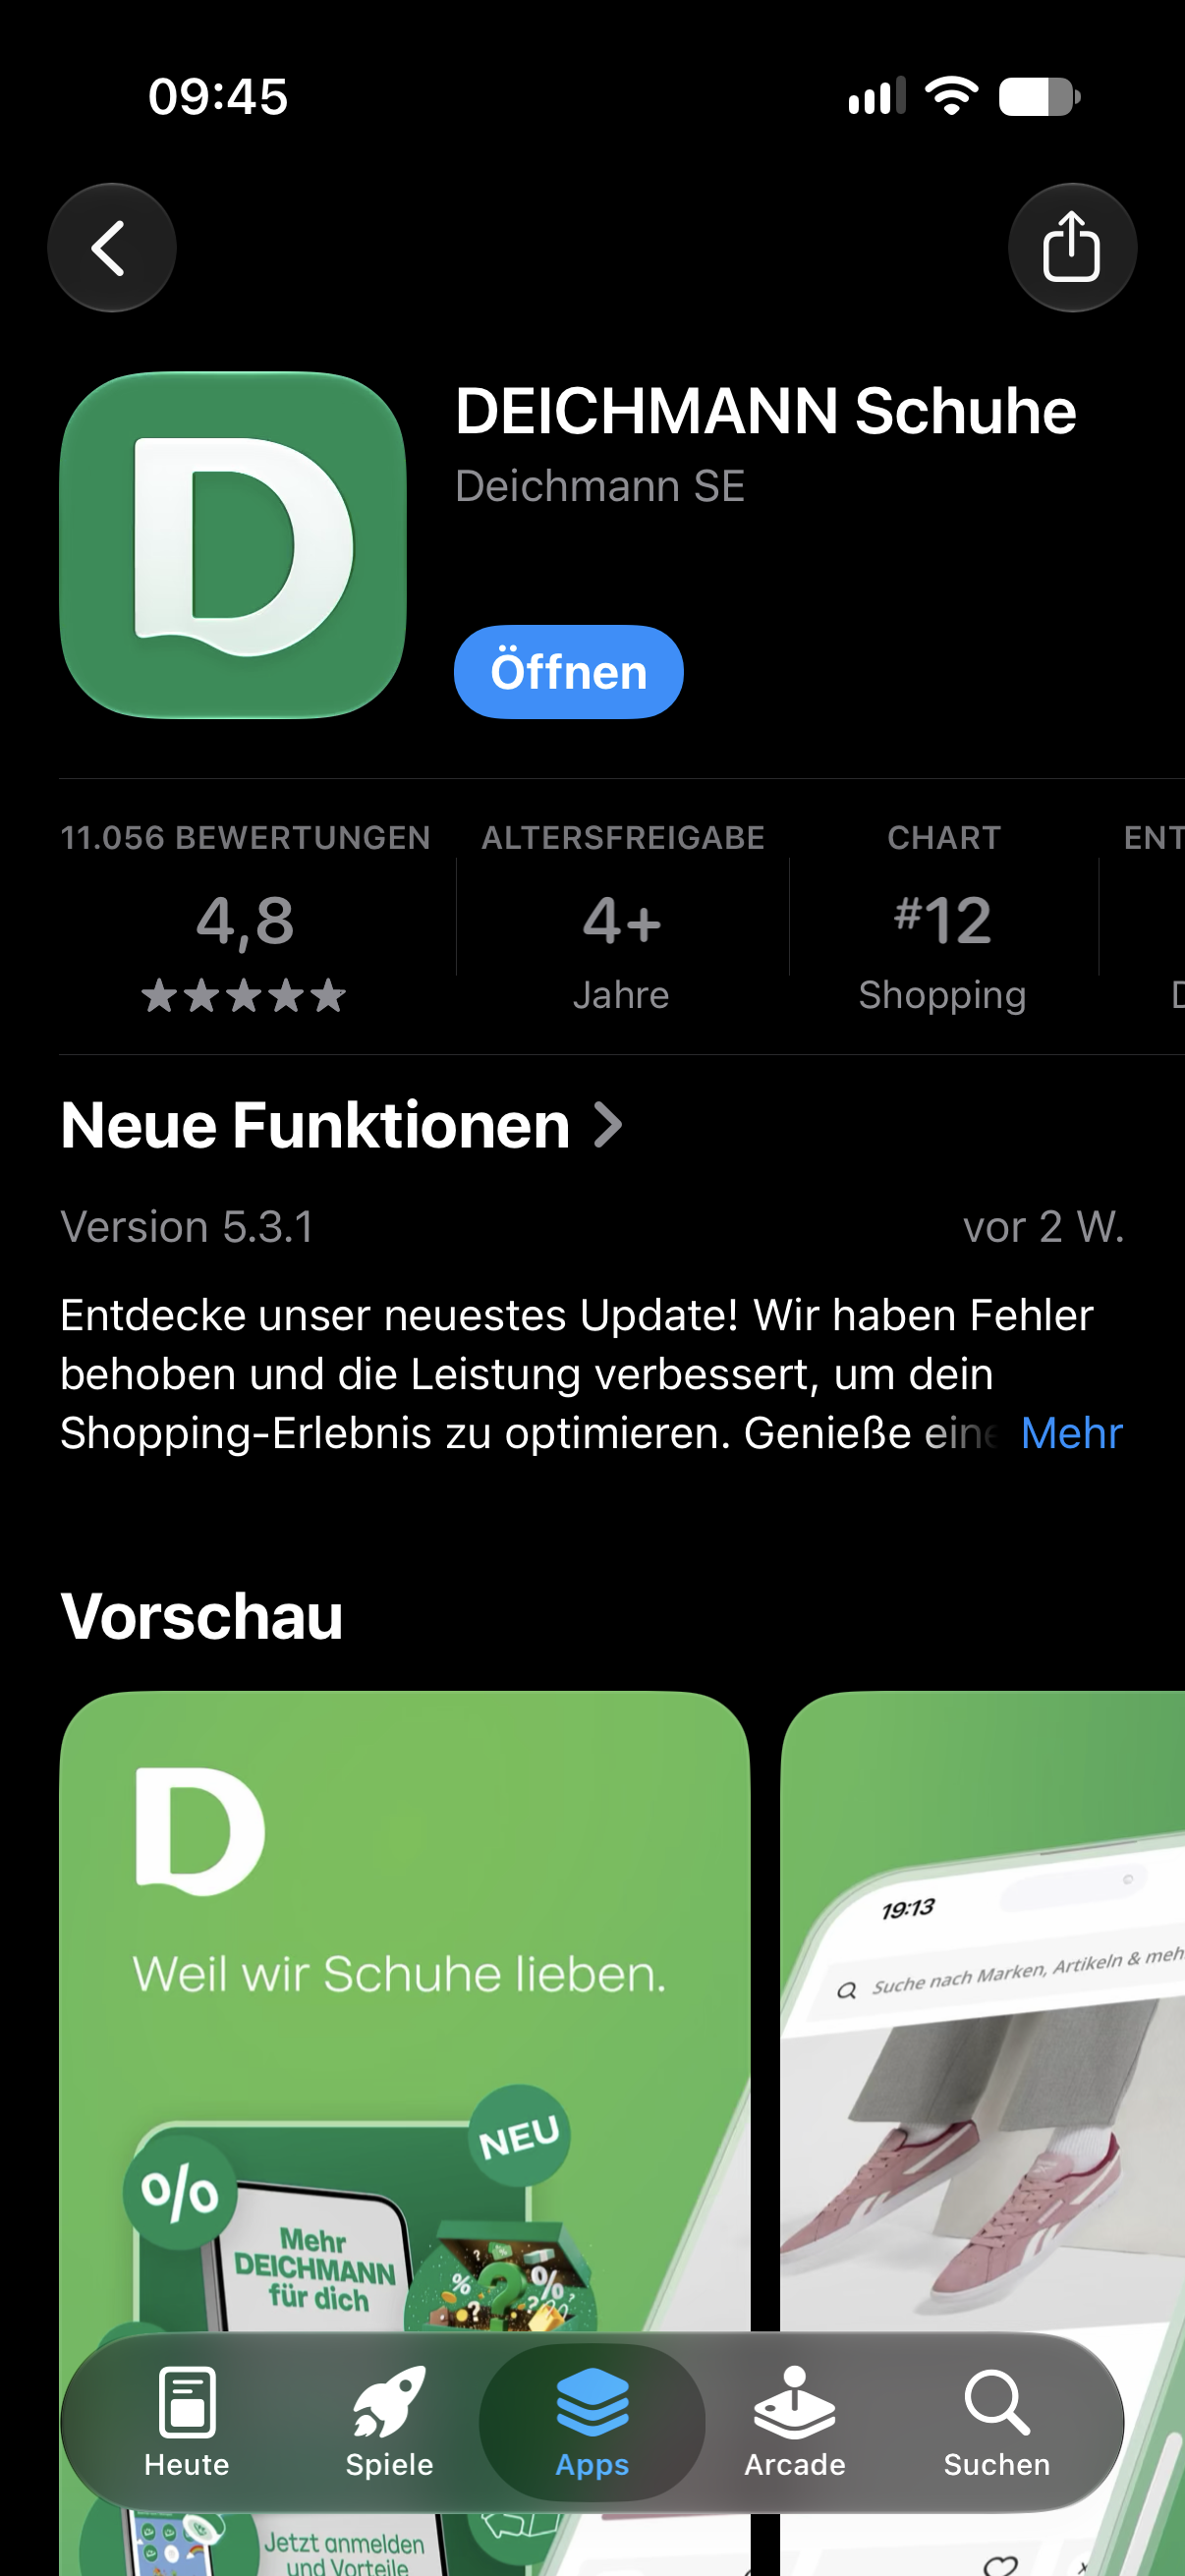 09:45
DEICHMANN Schuhe
Deichmann SE
Öffnen
11.056 BEWERTUNGEN
4,8
ALTERSFREIGABE
4+
Jahre
CHART
#12
Shopping
ENT
D
Neue Funktionen
Version 5.3.1
vor 2 W.
Entdecke unser neuestes Update! Wir haben Fehler
behoben und die Leistung verbessert, um dein
Shopping-Erlebnis zu optimieren. Genieße eine Mehr
Vorschau
D
Weil wir Schuhe lieben.
NEU
%
Mehr
DEICHMANN
für dich
19:13
Suche nach Marken, Artikeln & meh
Heute
Spiele
Apps
Arcade
Suchen
Jetzt anmelden
und Vorteile